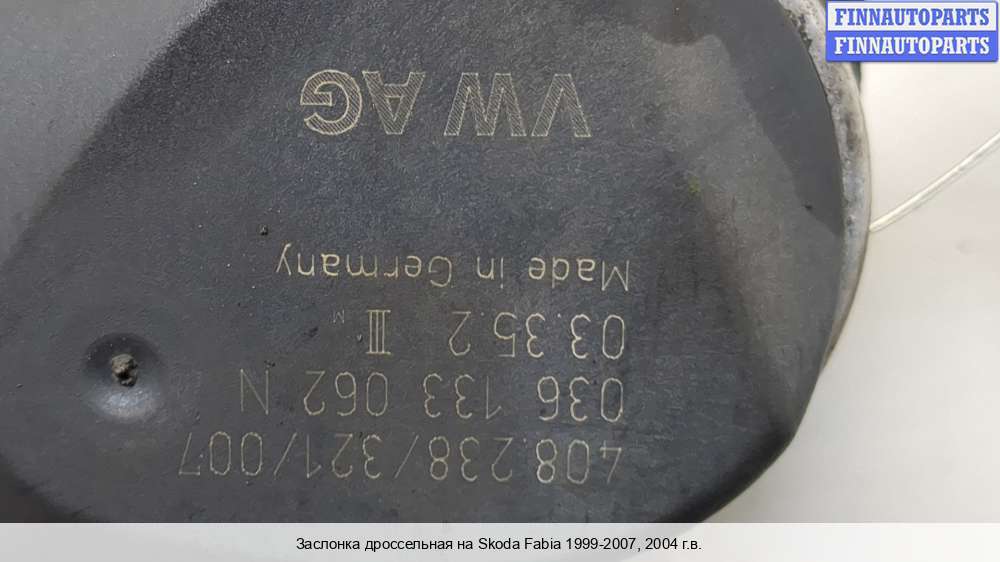 FINNAUTOPARTS
FINNAUTOPARTS
408.238/321/007
036 133 062 N
03.35.2 III M
Made in Germany
VW AG
Заслонка дроссельная на Skoda Fabia 1999-2007, 2004 г.в.